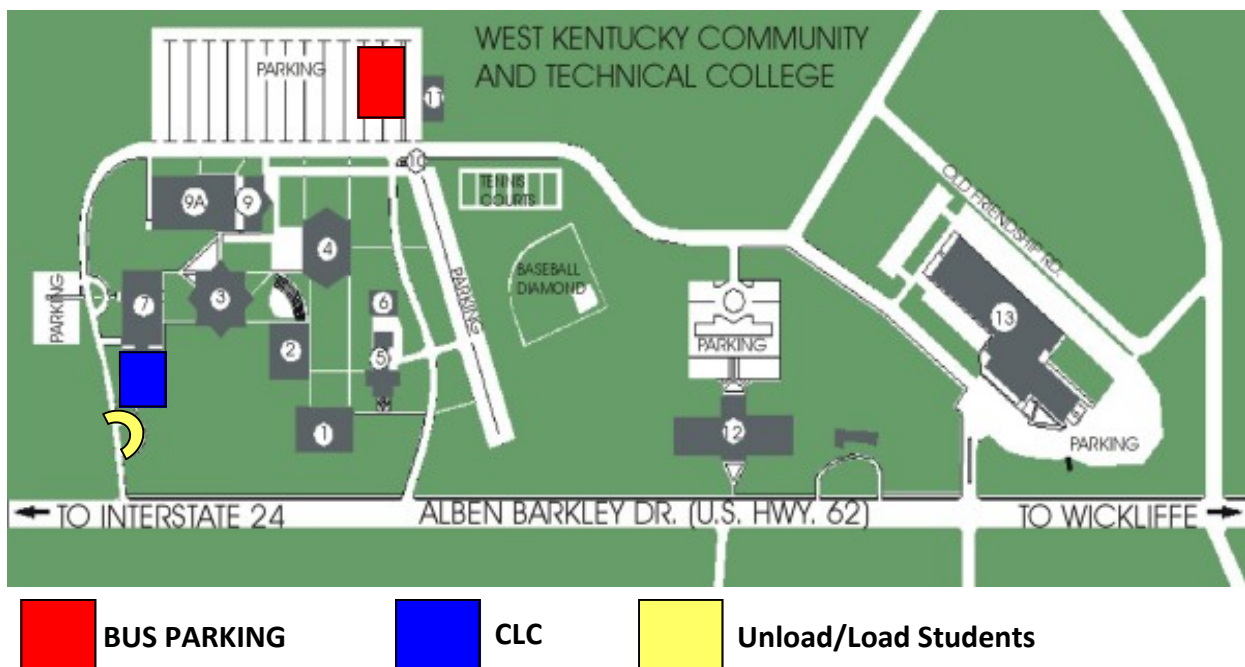 WEST KENTUCKY COMMUNITY
AND TECHNICAL COLLEGE
PARKING
11
10
TENNIS
COURTS
9A
9
4
OLD FRIENDSHIP RD.
BASEBALL
DIAMOND
PARKING
PARKING
7
3
6
13
2
5
PARKING
1
12
PARKING
TO INTERSTATE 24
ALBEN BARKLEY DR. (U.S. HWY. 62)
TO WICKLIFFE
BUS PARKING
CLC
Unload/Load Students